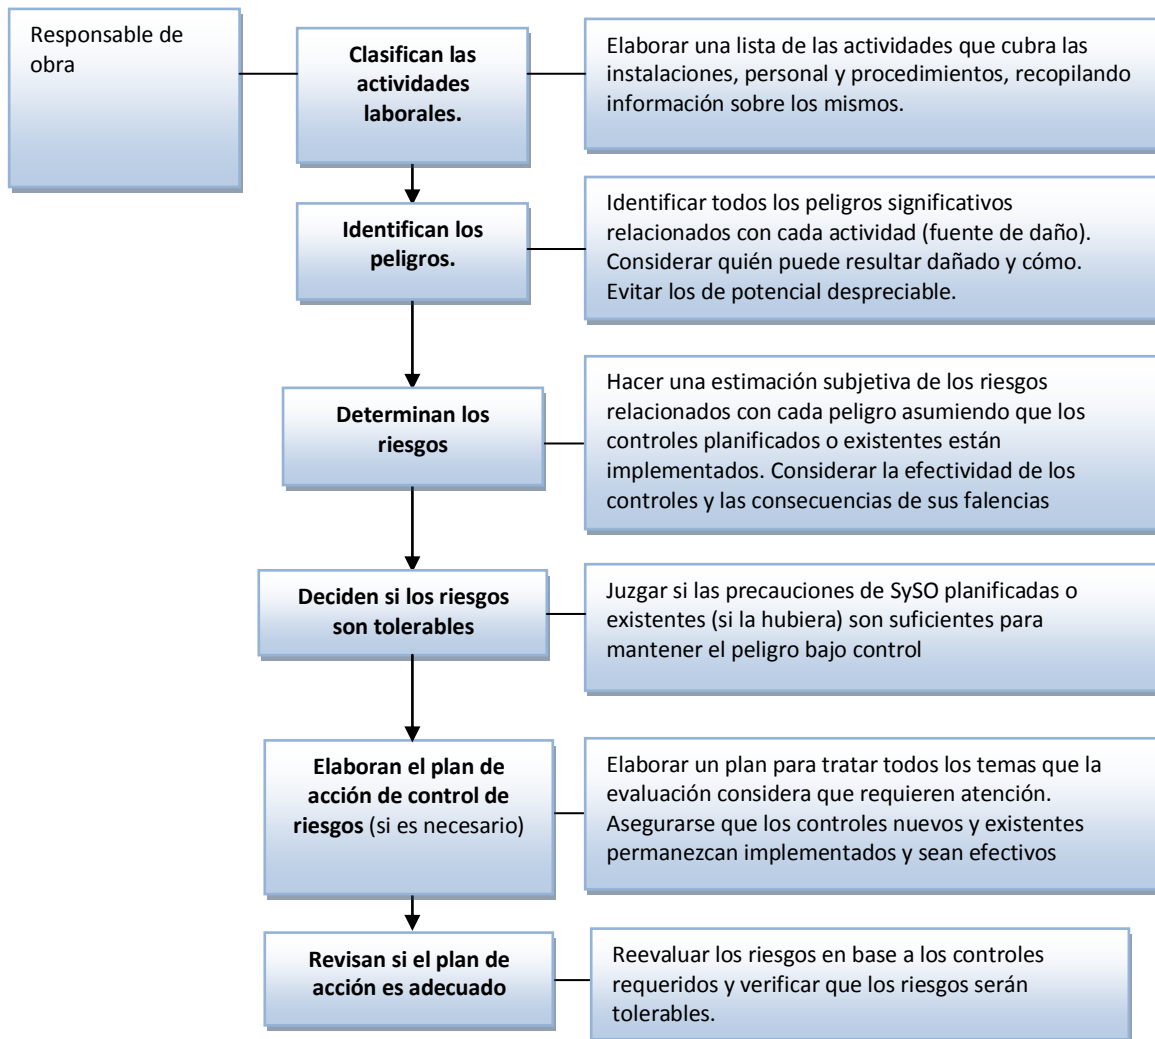 Responsable de
obra
Clasifican las
actividades
laborales.
Elaborar una lista de las actividades que cubra las
instalaciones, personal y procedimientos, recopilando
información sobre los mismos.
Identifican los
peligros.
Identificar todos los peligros significativos
relacionados con cada actividad (fuente de daño).
Considerar quién puede resultar dañado y cómo.
Evitar los de potencial despreciable.
Determinan los
riesgos
Hacer una estimación subjetiva de los riesgos
relacionados con cada peligro asumiendo que los
controles planificados o existentes están
implementados. Considerar la efectividad de los
controles y las consecuencias de sus falencias
Deciden si los riesgos
son tolerables
Juzgar si las precauciones de SySO planificadas o
existentes (si la hubiera) son suficientes para
mantener el peligro bajo control
Elaboran el plan de
acción de control de
riesgos (si es necesario)
Elaborar un plan para tratar todos los temas que la
evaluación considera que requieren atención.
Asegurarse que los controles nuevos y existentes
permanezcan implementados y sean efectivos
Revisan si el plan de
acción es adecuado
Reevaluar los riesgos en base a los controles
requeridos y verificar que los riesgos serán
tolerables.